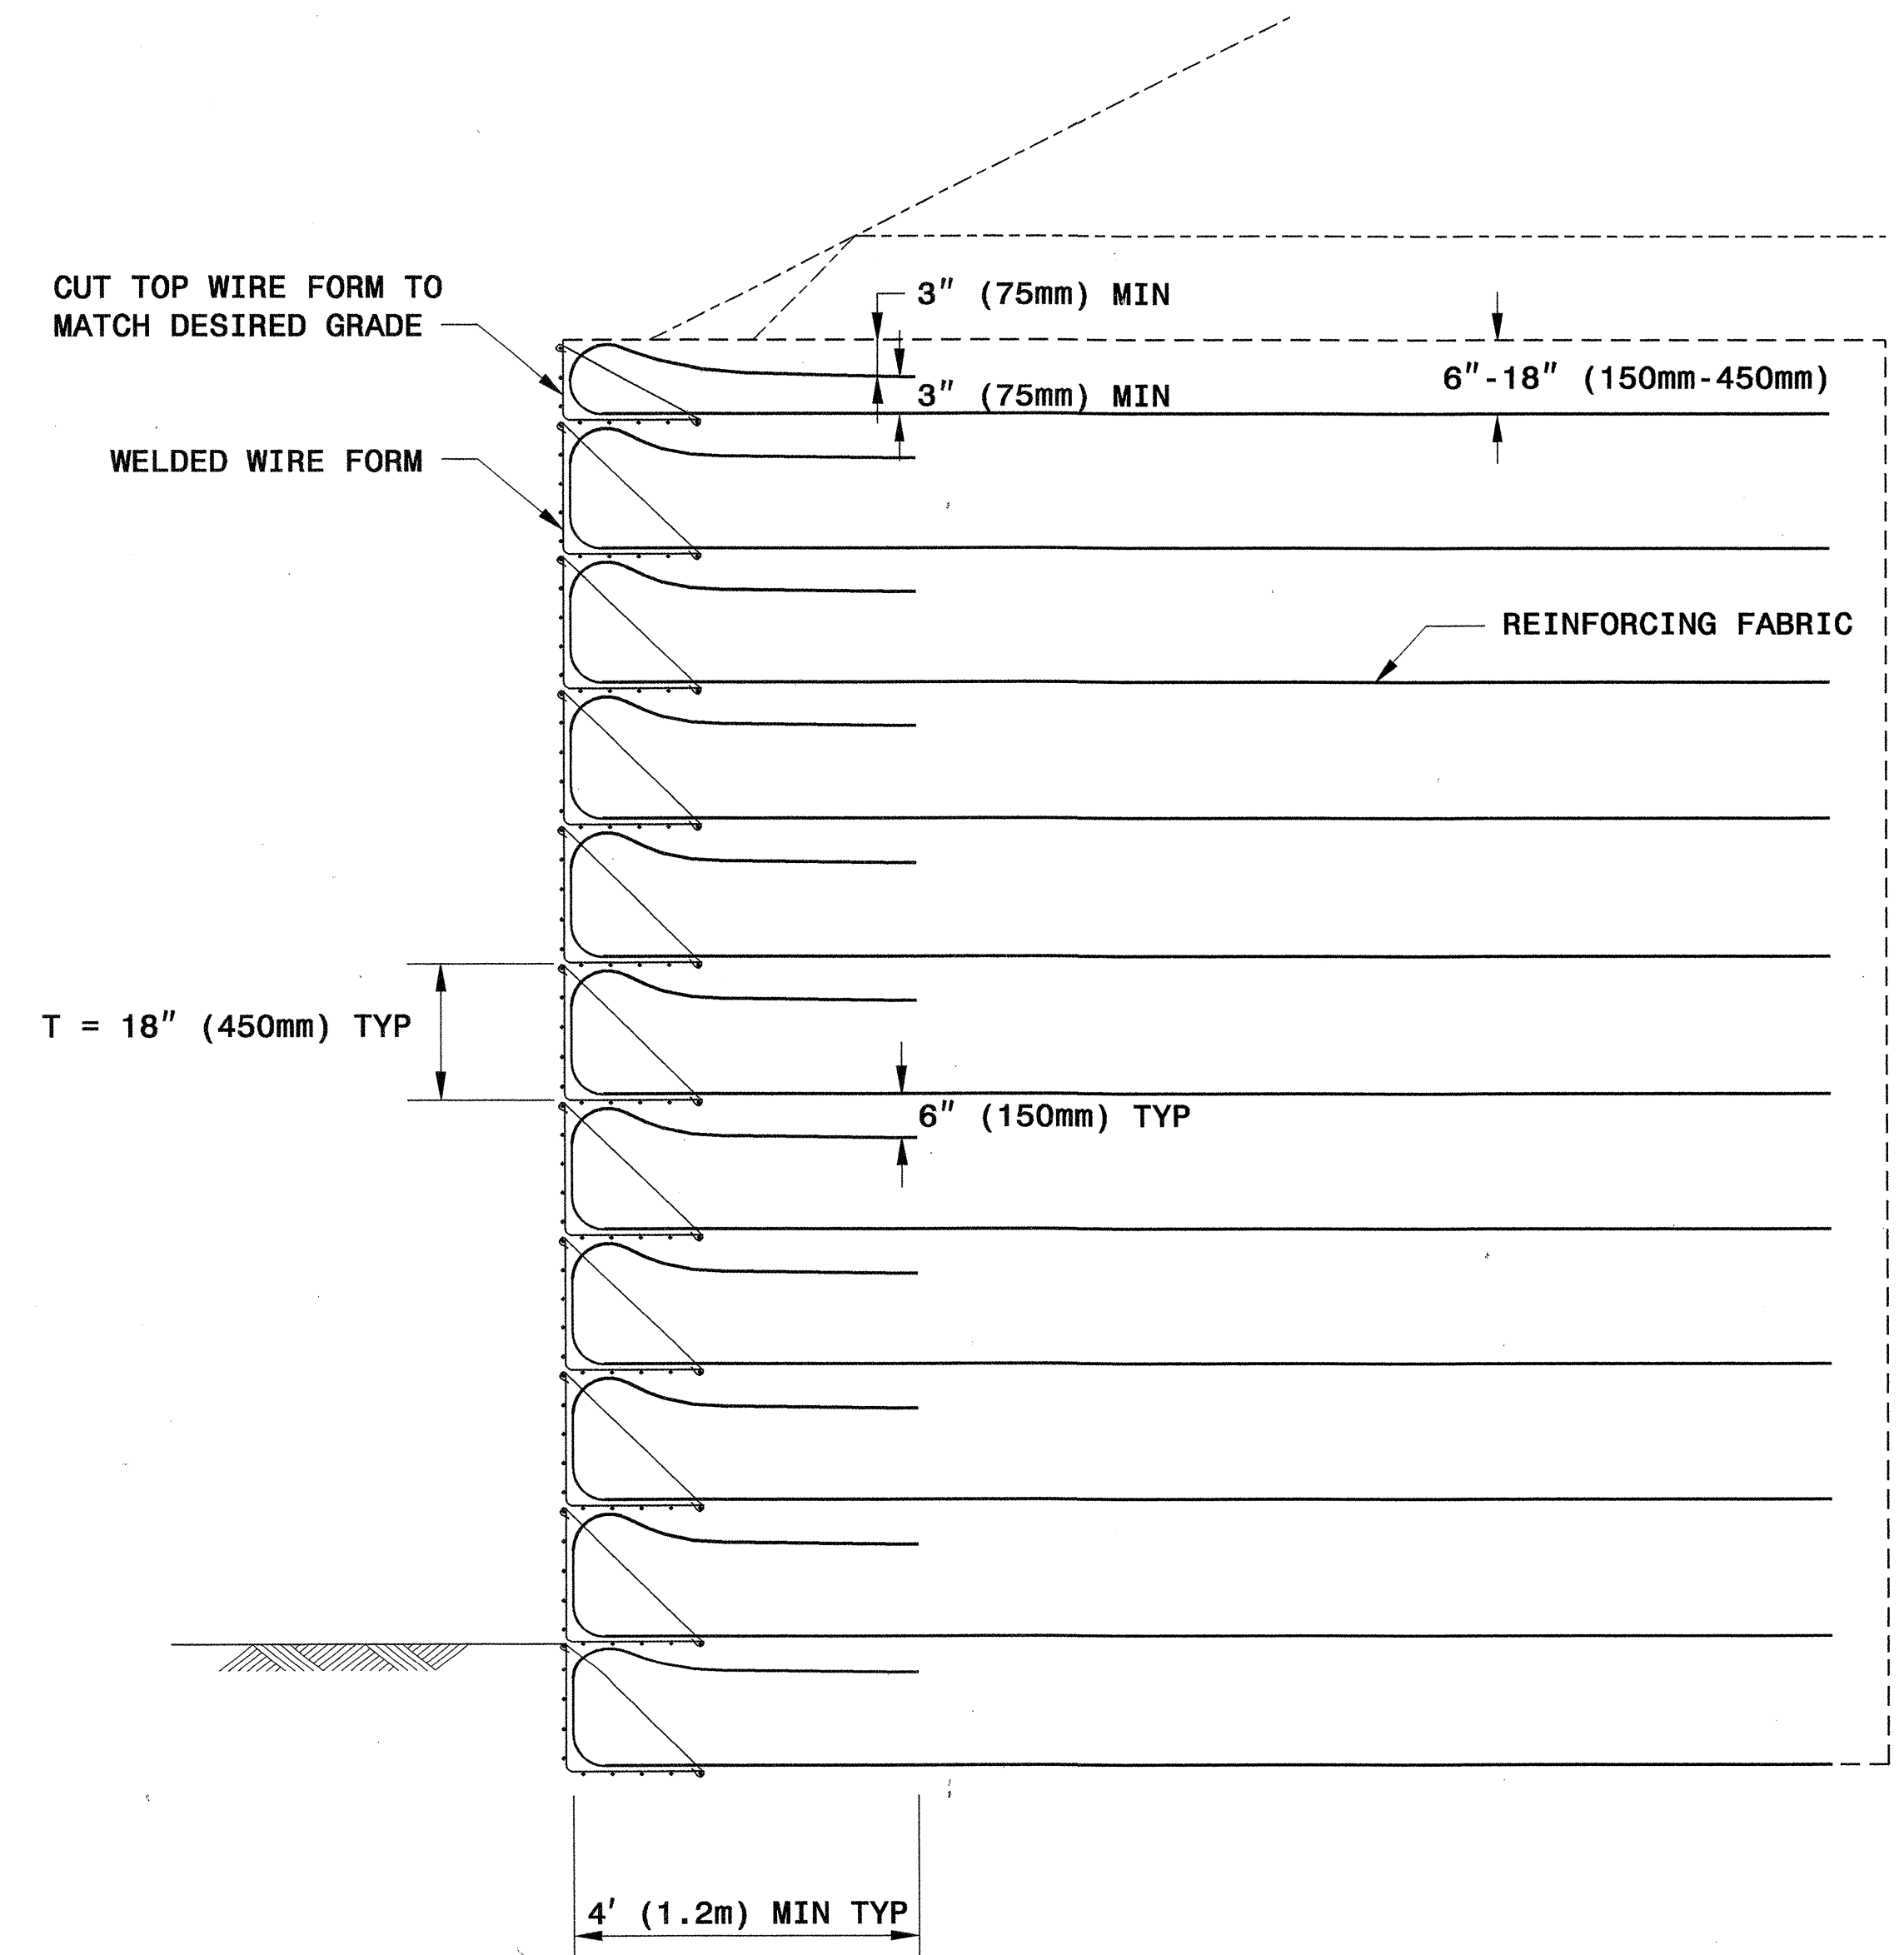 CUT TOP WIRE FORM TO
MATCH DESIRED GRADE
3" (75mm) MIN
3" (75mm) MIN
6"-18" (150mm-450mm)
WELDED WIRE FORM
REINFORCING FABRIC
T = 18" (450mm) TYP
6" (150mm) TYP
4' (1.2m) MIN TYP